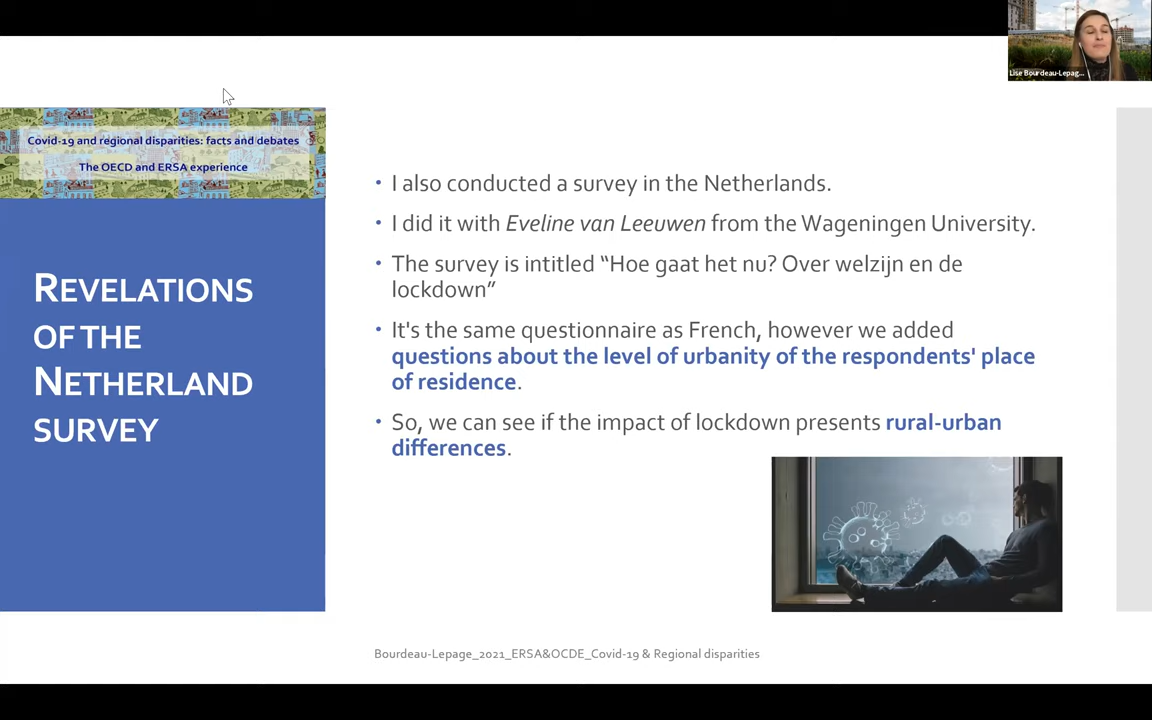 Lise Bourdeau-Lepag...
Covid-19 and regional disparities: facts and debates
The OECD and ERSA experience
REVELATIONS
OF THE
NETHERLAND
SURVEY
• I also conducted a survey in the Netherlands.
• I did it with Eveline van Leeuwen from the Wageningen University.
• The survey is intitled “Hoe gaat het nu? Over welzijn en de
lockdown”
• It's the same questionnaire as French, however we added
questions about the level of urbanity of the respondents' place
of residence.
• So, we can see if the impact of lockdown presents rural-urban
differences.
Bourdeau-Lepage_2021_ERSA&OCDE_Covid-19 & Regional disparities